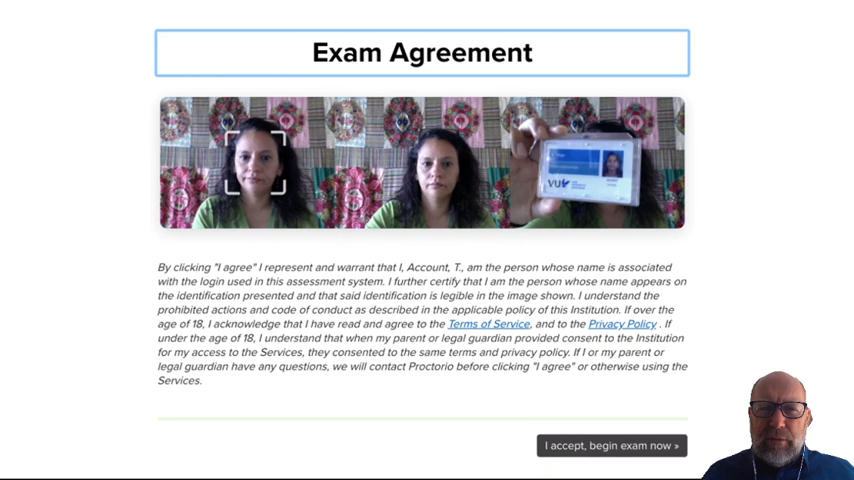 Exam Agreement
VU
By clicking "I agree" I represent and warrant that I, Account, T., am the person whose name is associated
with the login used in this assessment system. I further certify that I am the person whose name appears on
the identification presented and that said identification is legible in the image shown. I understand the
prohibited actions and code of conduct as described in the applicable policy of this Institution. If over the
age of 18, I acknowledge that I have read and agree to the Terms of Service, and to the Privacy Policy . If
under the age of 18, I understand that when my parent or legal guardian provided consent to the Institution
for my access to the Services, they consented to the same terms and privacy policy. If I or my parent or
legal guardian have any questions, we will contact Proctorio before clicking "I agree" or otherwise using the
Services.
I accept, begin exam now »